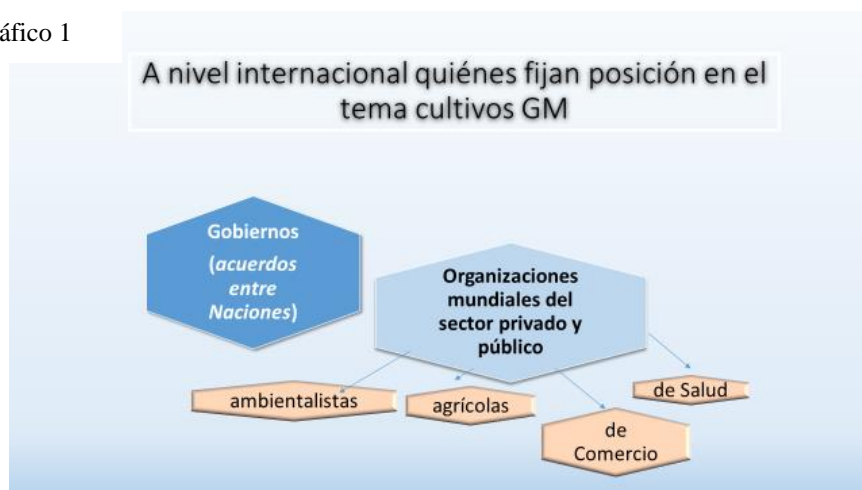 áfico 1
A nivel internacional quiénes fijan posición en el
tema cultivos GM
Gobiernos
(acuerdos
entre
Naciones)
Organizaciones
mundiales del
sector privado y
público
ambientalistas
agrícolas
de
Comercio
de Salud